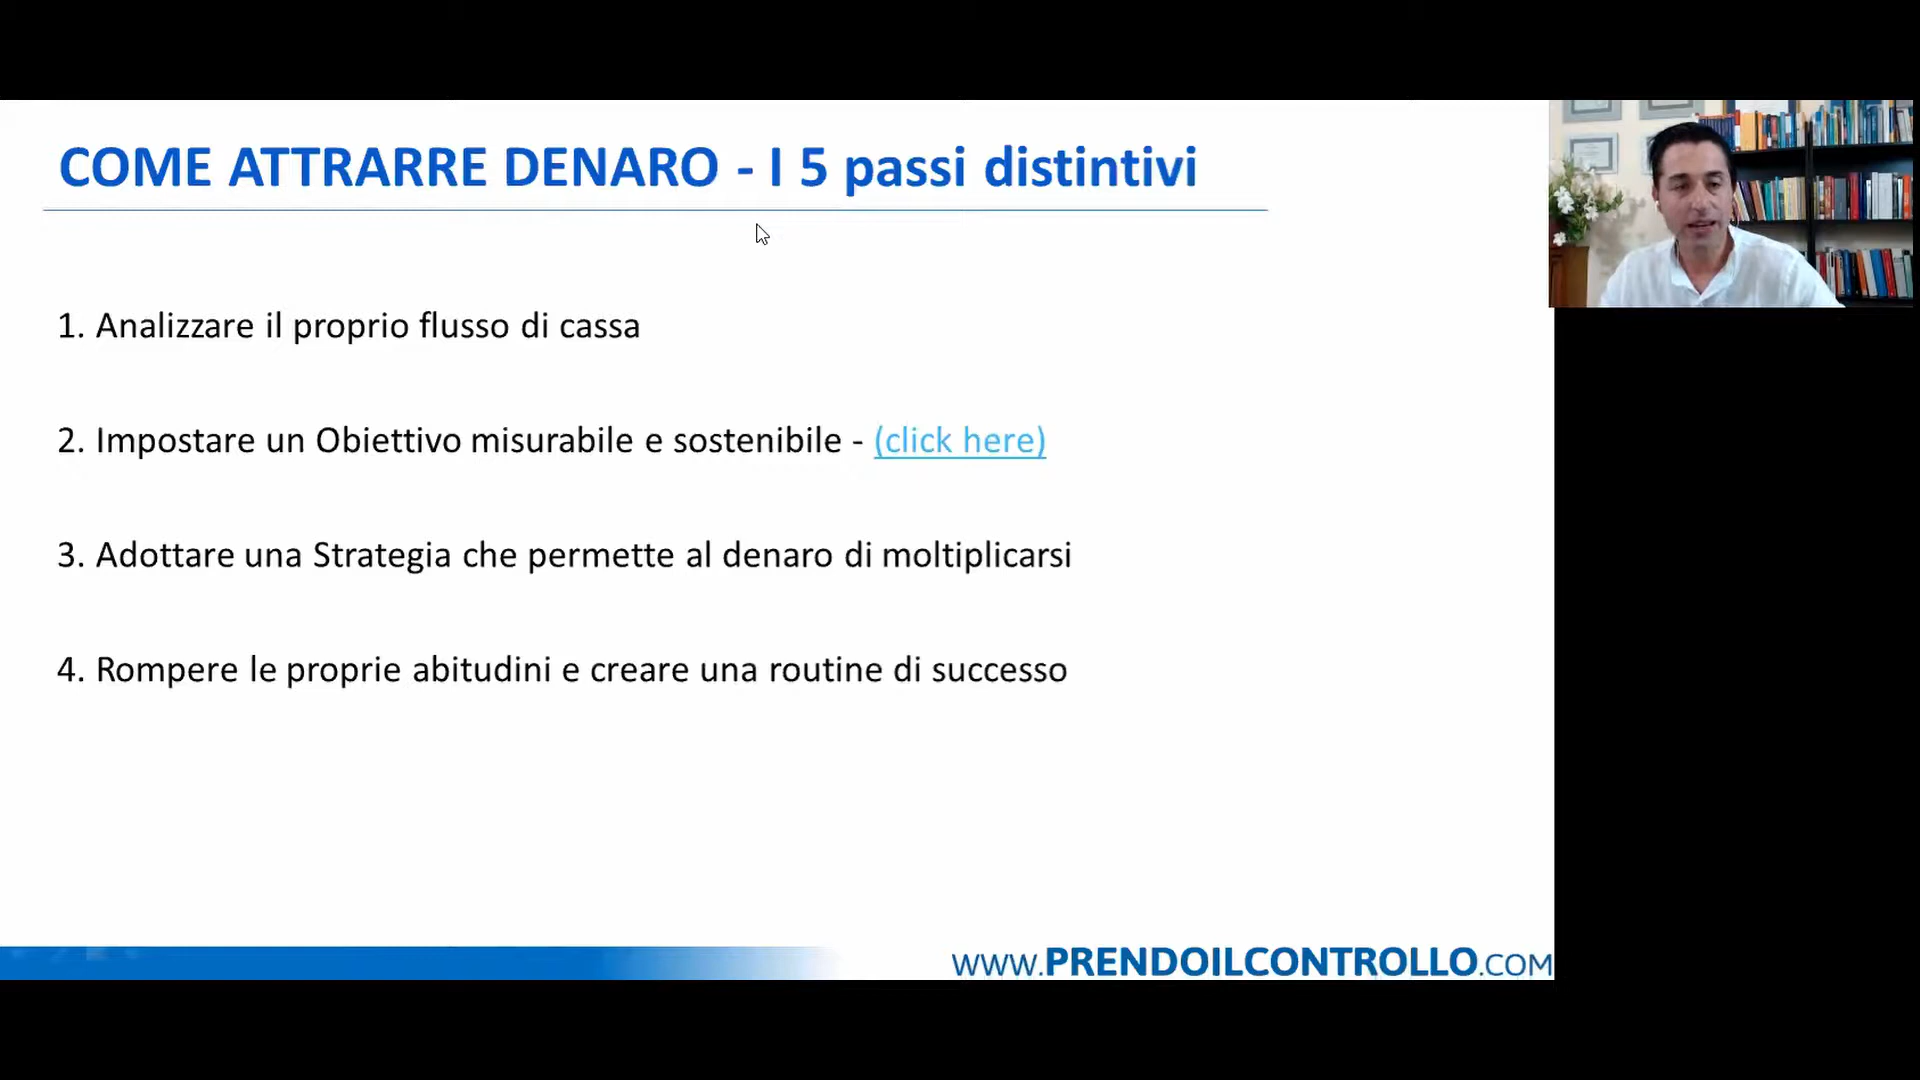 COME ATTRARRE DENARO - I 5 passi distintivi
1. Analizzare il proprio flusso di cassa
2. Impostare un Obiettivo misurabile e sostenibile - (click here)
3. Adottare una Strategia che permette al denaro di moltiplicarsi
4. Rompere le proprie abitudini e creare una routine di successo
WWW.PRENDOILCONTROLLO.COM